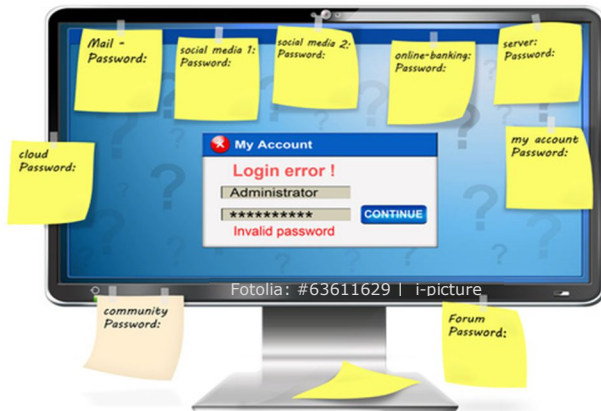 Mail -
Password:
social media 1:
Password:
social media 2:
Password:
online-banking:
Password:
server:
Password:
cloud
Password:
my account
Password:
My Account
Login error !
Administrator
**********
CONTINUE
Invalid password
Fotolia: #63611629 | i-picture
community
Password:
Forum
Password: